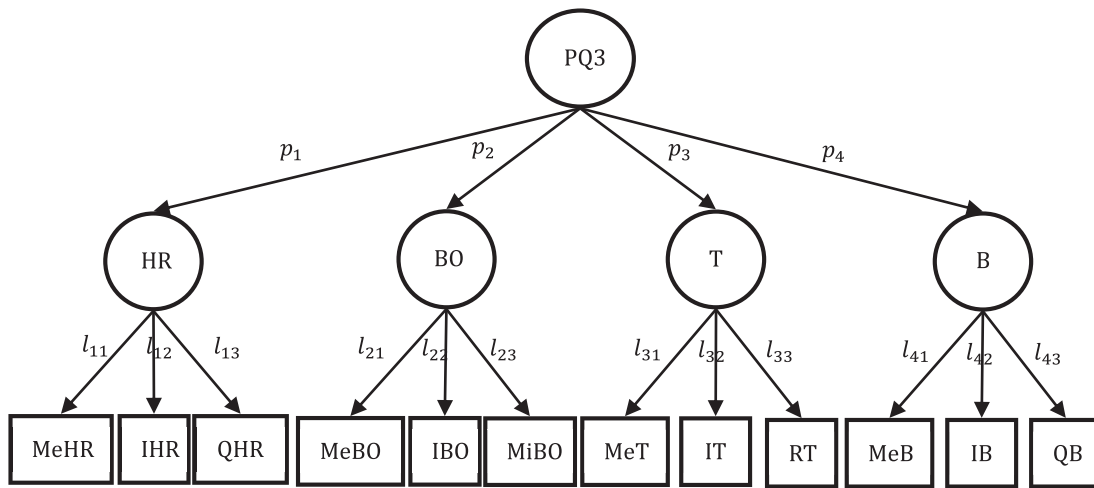 PQ3
p₁ p₂ p₃ p₄
HR BO T B
l₁₁ l₁₂ l₁₃ l₂₁ l₂₂ l₂₃ l₃₁ l₃₂ l₃₃ l₄₁ l₄₂ l₄₃
MeHR IHR QHR MeBO IBO MiBO MeT IT RT MeB IB QB